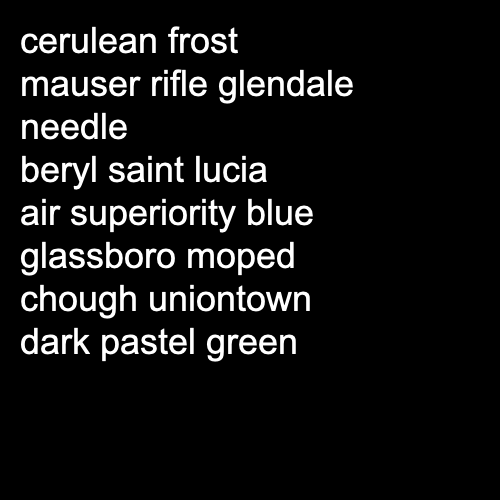 cerulean frost
mauser rifle glendale
needle
beryl saint lucia
air superiority blue
glassboro moped
chough uniontown
dark pastel green